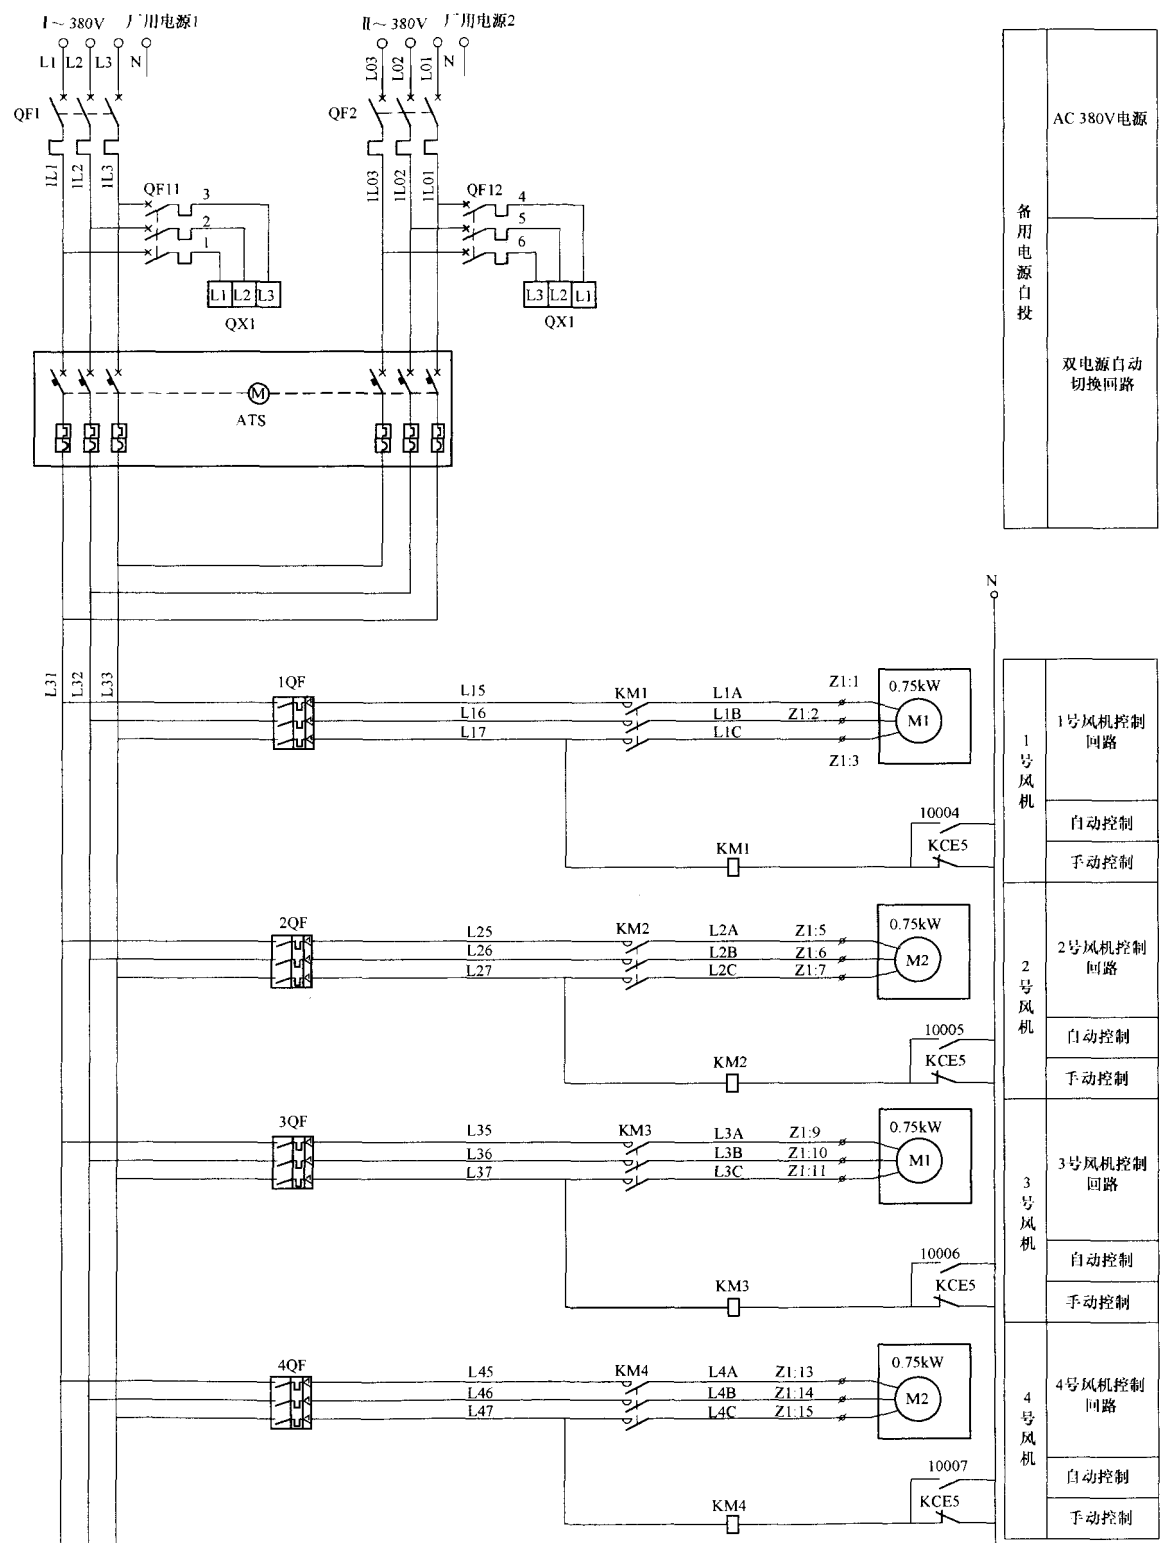 I～380V 厂用电源1
II～380V 厂用电源2
L1 L2 L3 N
L03 L02 L01 N
QF1
QF2
AC 380V电源
1L1 1L2 1L3
1L03 1L02 1L01
QF11 3
2
1
QF12 4
5
6
L1 L2 L3
QX1
L3 L2 L1
QX1
备用电源自投
双电源自动
切换回路
M
ATS
N
L31 L32 L33
1QF
L15
L16
L17
KM1
L1A
L1B
L1C
Z1:1
Z1:2
Z1:3
0.75kW
M1
1号风机控制
回路
1号风机
10004
自动控制
KM1
KCE5
手动控制
2QF
L25
L26
L27
KM2
L2A
L2B
L2C
Z1:5
Z1:6
Z1:7
0.75kW
M2
2号风机控制
回路
2号风机
10005
自动控制
KM2
KCE5
手动控制
3QF
L35
L36
L37
KM3
L3A
L3B
L3C
Z1:9
Z1:10
Z1:11
0.75kW
M1
3号风机控制
回路
3号风机
10006
自动控制
KM3
KCE5
手动控制
4QF
L45
L46
L47
KM4
L4A
L4B
L4C
Z1:13
Z1:14
Z1:15
0.75kW
M2
4号风机控制
回路
4号风机
10007
自动控制
KM4
KCE5
手动控制